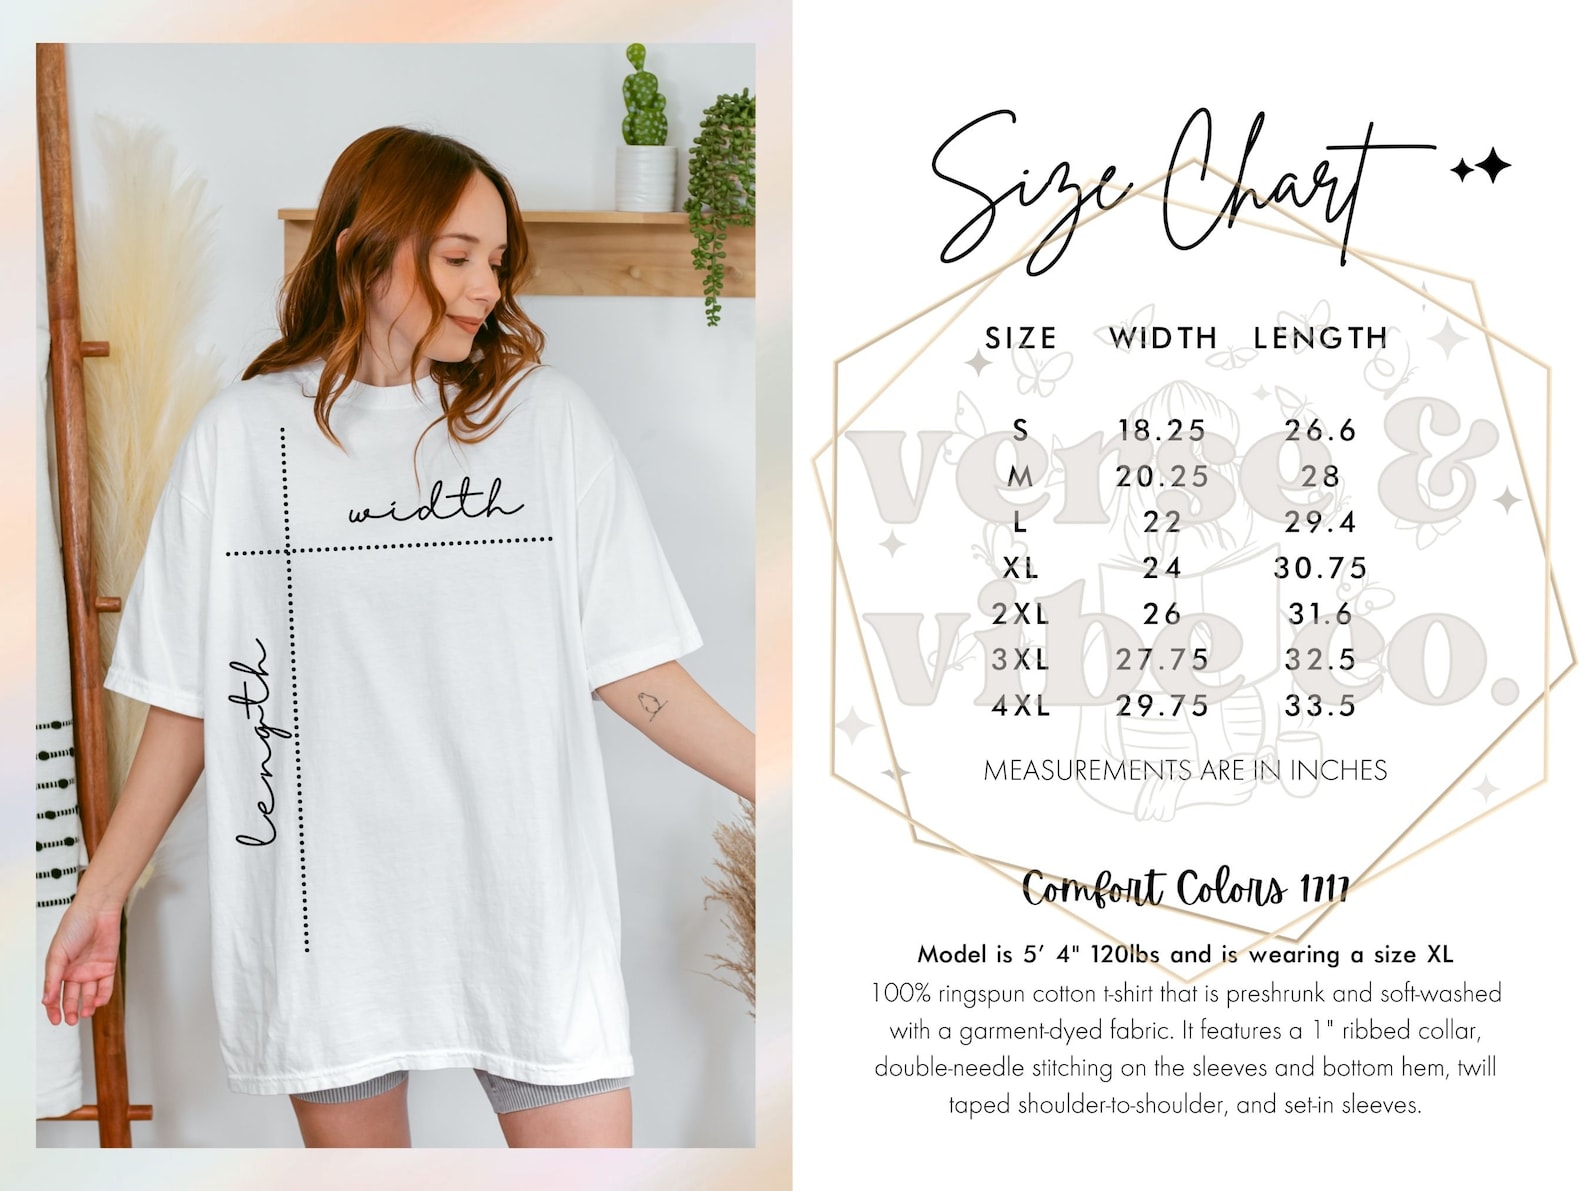 width
length
Size Chart
SIZE WIDTH LENGTH
S 18.25 26.6
M 20.25 28
L 22 29.4
XL 24 30.75
2XL 26 31.6
3XL 27.75 32.5
4XL 29.75 33.5
verse &
vibe co.
MEASUREMENTS ARE IN INCHES
Comfort Colors 1717
Model is 5’ 4" 120lbs and is wearing a size XL
100% ringspun cotton t-shirt that is preshrunk and soft-washed
with a garment-dyed fabric. It features a 1" ribbed collar,
double-needle stitching on the sleeves and bottom hem, twill
taped shoulder-to-shoulder, and set-in sleeves.